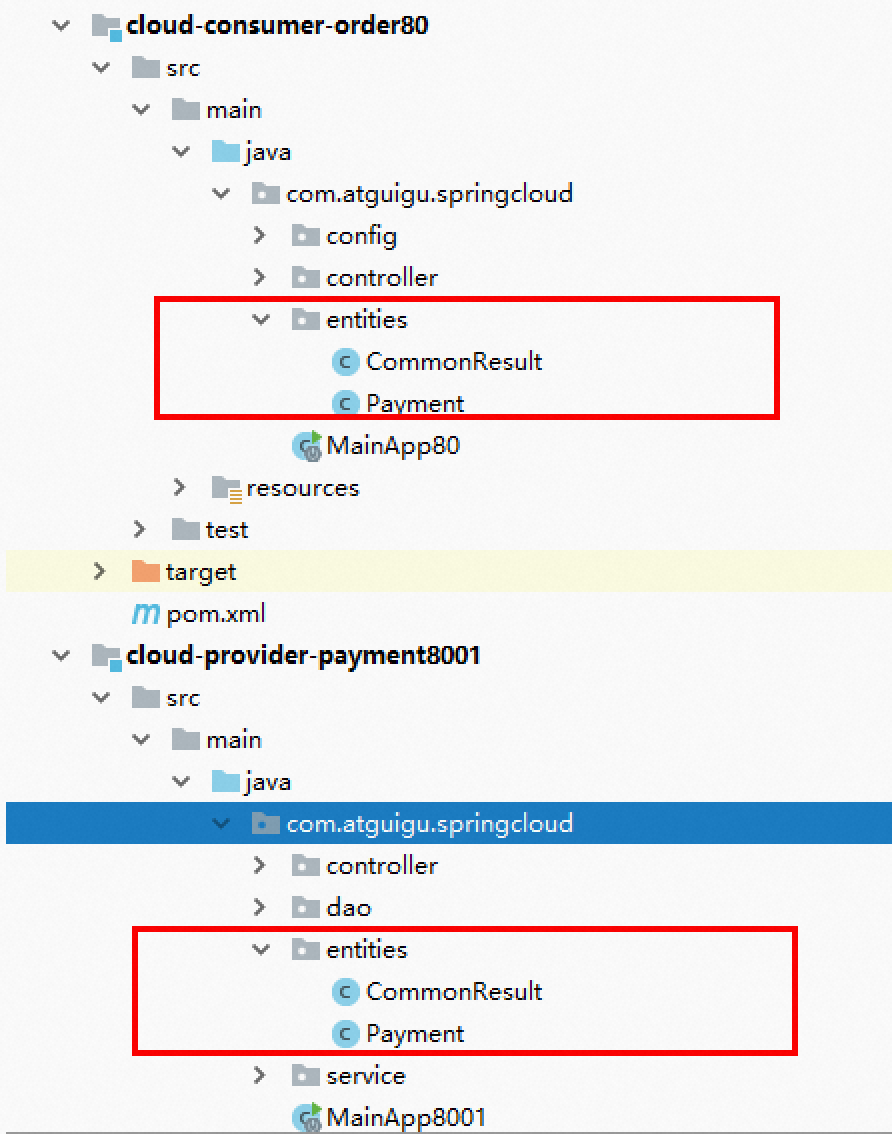 cloud-consumer-order80
src
main
java
com.atguigu.springcloud
config
controller
entities
CommonResult
Payment
MainApp80
resources
test
target
pom.xml
cloud-provider-payment8001
src
main
java
com.atguigu.springcloud
controller
dao
entities
CommonResult
Payment
service
MainApp8001